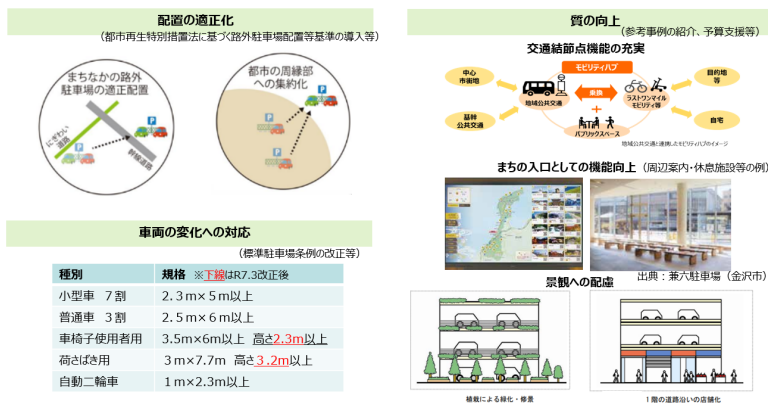 配置の適正化
（都市再生特別措置法に基づく路外駐車場配置等基準の導入等）
まちなかの路外
駐車場の適正配置
にぎわい
道路
幹線道路
都市の周縁部
への集約化
車両の変化への対応
（標準駐車場条例の改正等）
種別 規格 ※下線はR7.3改正後
小型車 ７割 2.３m×５m以上
普通車 ３割 2.５m×６m以上
車椅子使用者用 3.5m×6m以上 高さ2.3m以上
荷さばき用 ３m×7.7m 高さ３.２m以上
自動二輪車 １m×2.3m以上
質の向上
（参考事例の紹介、予算支援等）
交通結節点機能の充実
モビリティハブ
中心
市街地
基幹
公共交通
地域公共交通
乗換
ラストワンマイル
モビリティ等
パブリックスペース
目的地
等
自宅
地域公共交通と連携したモビリティハブのイメージ
まちの入口としての機能向上（周辺案内・休息施設等の例）
出典：兼六駐車場（金沢市）
景観への配慮
植栽による緑化・修景
１階の道路沿いの店舗化